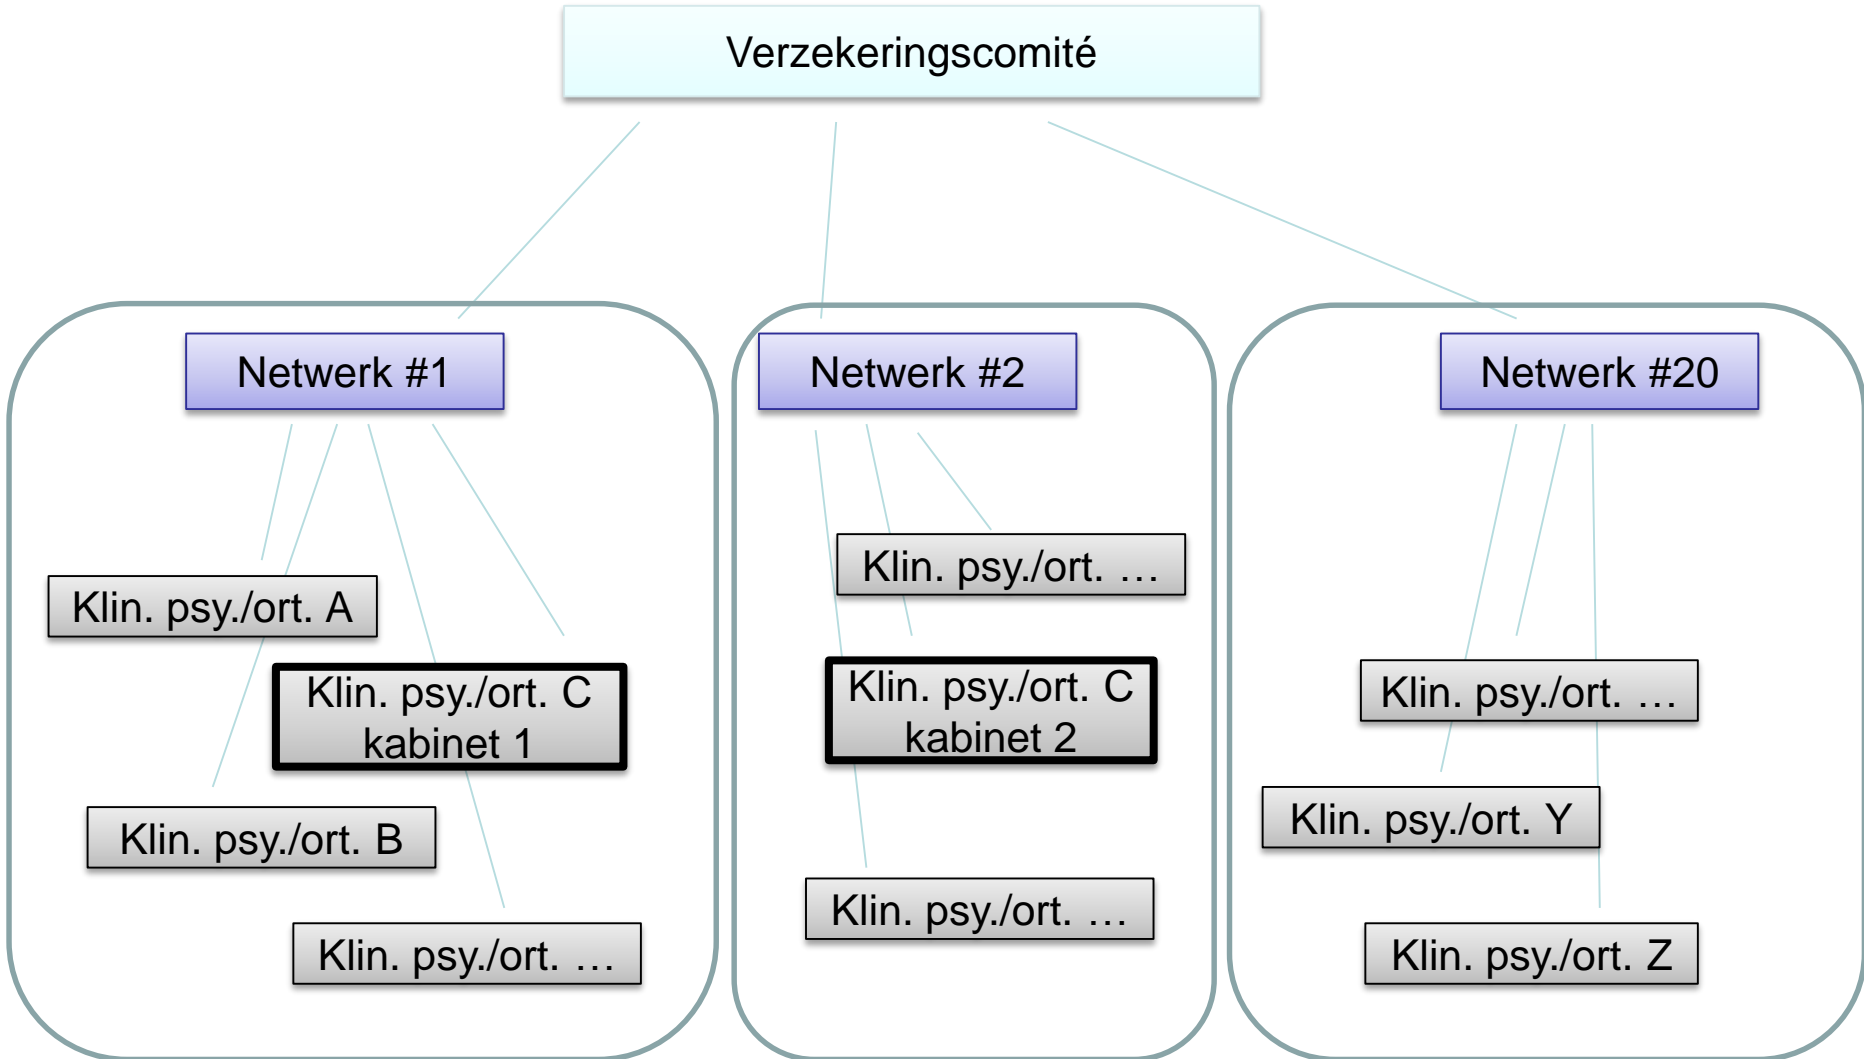 Verzekeringscomité
Netwerk #1
Netwerk #2
Netwerk #20
Klin. psy./ort. A
Klin. psy./ort. C
kabinet 1
Klin. psy./ort. B
Klin. psy./ort. …
Klin. psy./ort. …
Klin. psy./ort. C
kabinet 2
Klin. psy./ort. …
Klin. psy./ort. …
Klin. psy./ort. Y
Klin. psy./ort. Z